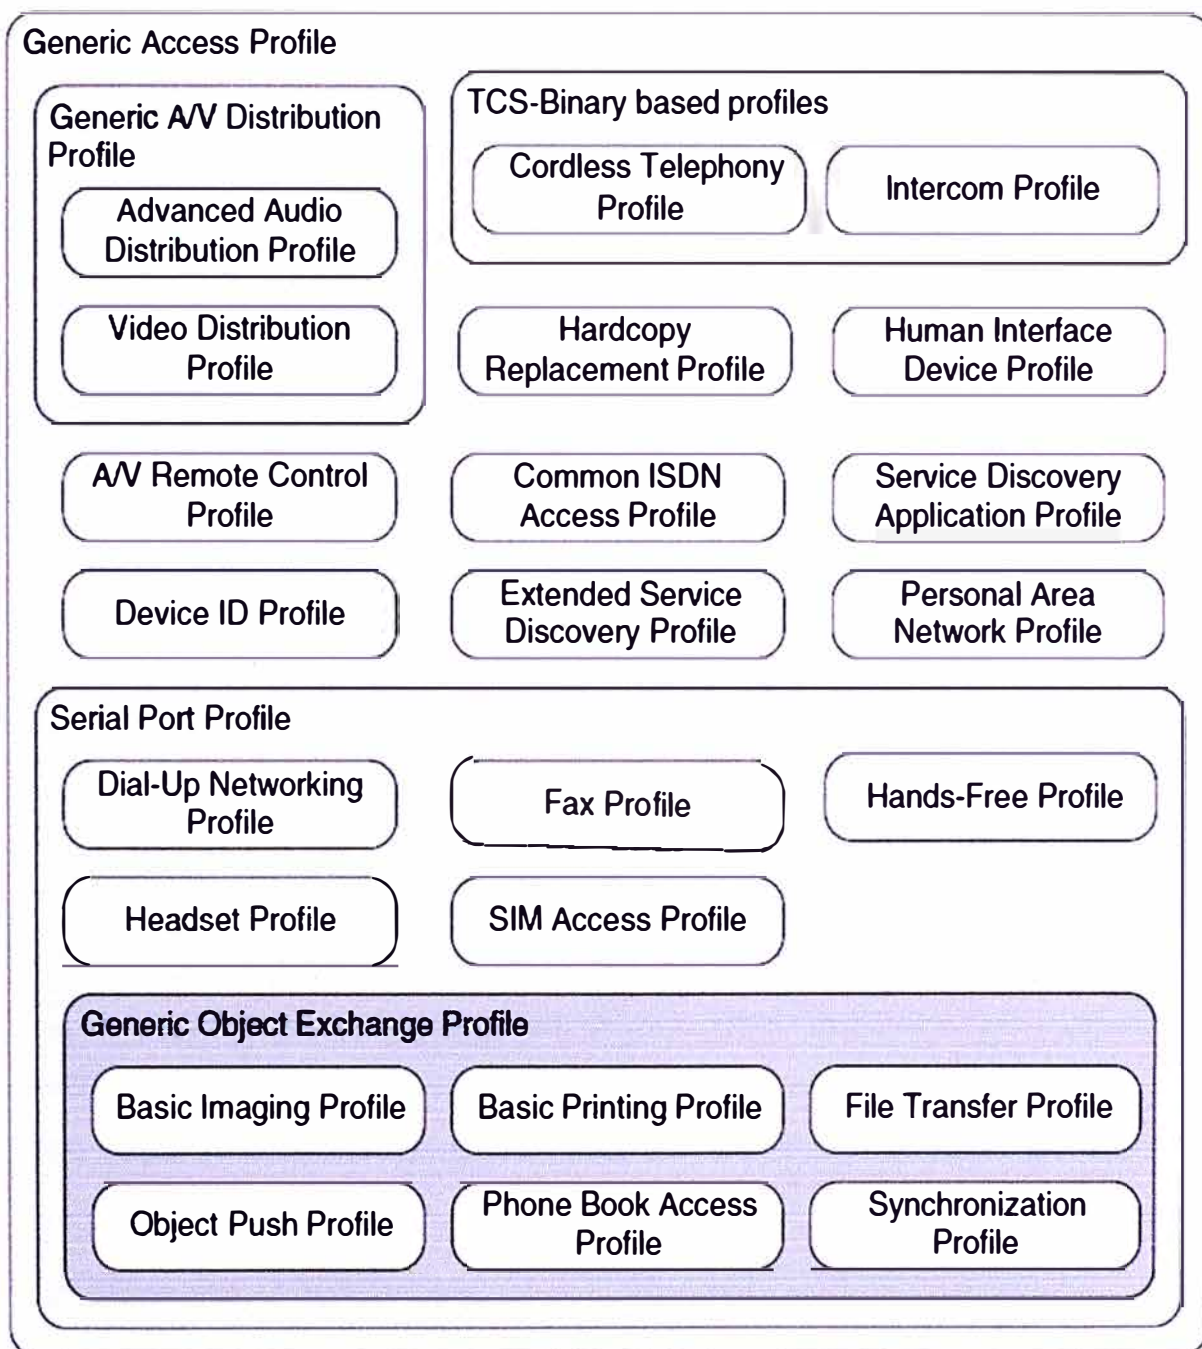 Generic Access Profile
Generic A/V Distribution
Profile
Advanced Audio
Distribution Profile
Video Distribution
Profile
TCS-Binary based profiles
Cordless Telephony
Profile
Intercom Profile
Hardcopy
Replacement Profile
Human Interface
Device Profile
A/V Remote Control
Profile
Common ISDN
Access Profile
Service Discovery
Application Profile
Device ID Profile
Extended Service
Discovery Profile
Personal Area
Network Profile
Serial Port Profile
Dial-Up Networking
Profile
Fax Profile
Hands-Free Profile
Headset Profile
SIM Access Profile
Generic Object Exchange Profile
Basic Imaging Profile
Basic Printing Profile
File Transfer Profile
Object Push Profile
Phone Book Access
Profile
Synchronization
Profile